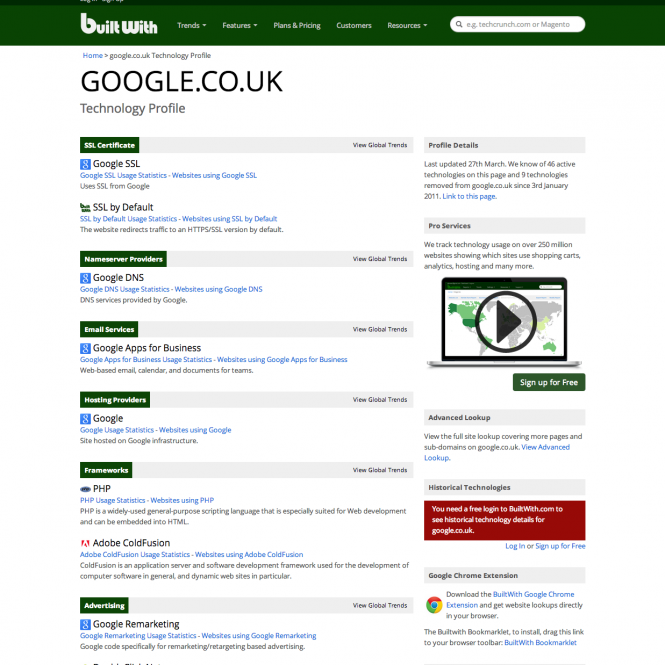 Built With
Trends
Features
Plans & Pricing
Customers
Resources
e.g. techcrunch.com or Magento
Home > google.co.uk Technology Profile
GOOGLE.CO.UK
Technology Profile
SSL Certificate
View Global Trends
Google SSL
Google SSL Usage Statistics - Websites using Google SSL
Uses SSL from Google
SSL by Default
SSL by Default Usage Statistics - Websites using SSL by Default
The website redirects traffic to an HTTPS/SSL version by default.
Nameserver Providers
View Global Trends
Google DNS
Google DNS Usage Statistics - Websites using Google DNS
DNS services provided by Google.
Email Services
View Global Trends
Google Apps for Business
Google Apps for Business Usage Statistics - Websites using Google Apps for Business
Web-based email, calendar, and documents for teams.
Hosting Providers
View Global Trends
Google
Google Usage Statistics - Websites using Google
Site hosted on Google infrastructure.
Frameworks
View Global Trends
PHP
PHP Usage Statistics - Websites using PHP
PHP is a widely-used general-purpose scripting language that is especially suited for Web development
and can be embedded into HTML.
Adobe ColdFusion
Adobe ColdFusion Usage Statistics - Websites using Adobe ColdFusion
ColdFusion is an application server and software development framework used for the development of
computer software in general, and dynamic web sites in particular.
Advertising
View Global Trends
Google Remarketing
Google Remarketing Usage Statistics - Websites using Google Remarketing
Google code specifically for remarketing/retargeting based advertising.
Profile Details
Last updated 27th March. We know of 46 active
technologies on this page and 9 technologies
removed from google.co.uk since 3rd January
2011. Link to this page.
Pro Services
We track technology usage on over 250 million
websites showing which sites use shopping carts,
analytics, hosting and many more.
Sign up for Free
Advanced Lookup
View the full site lookup covering more pages and
sub-domains on google.co.uk. View Advanced
Lookup.
Historical Technologies
You need a free login to BuiltWith.com to
see historical technology details for
google.co.uk.
Log In or Sign up for Free
Google Chrome Extension
Download the BuiltWith Google Chrome
Extension and get website lookups directly
in your browser.
The Builtwith Bookmarklet, to install, drag this link
to your browser toolbar: BuiltWith Bookmarklet